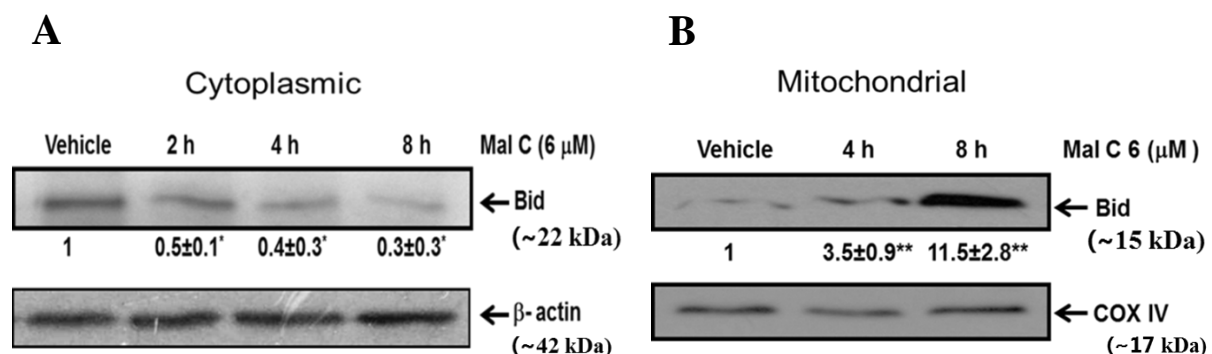 A
Cytoplasmic
Vehicle 2 h 4 h 8 h Mal C (6 μM)
Bid
(~22 kDa)
1 0.5±0.1* 0.4±0.3* 0.3±0.3*
β- actin
(~42 kDa)
B
Mitochondrial
Vehicle 4 h 8 h Mal C 6 (μM )
Bid
(~15 kDa)
1 3.5±0.9** 11.5±2.8**
COX IV
(~17 kDa)